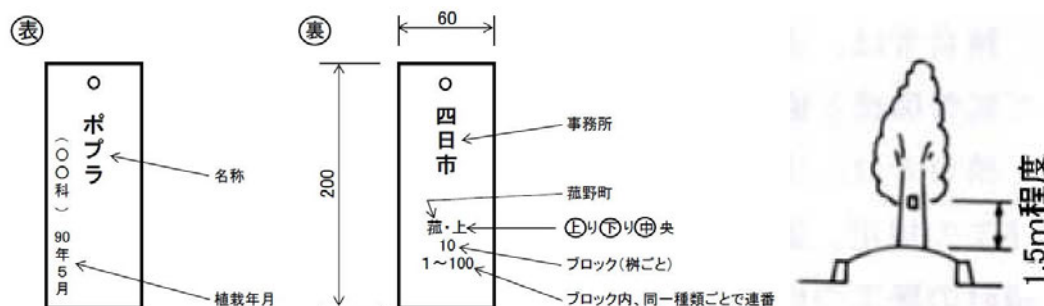 表
ポプラ
(○○科) 90年5月
名称
植栽年月
裏
60
200
四日市
菰・上
10
1～100
事務所
菰野町
上り下り中央
ブロック(桝ごと)
ブロック内、同一種類ごとで連番
1.5m程度